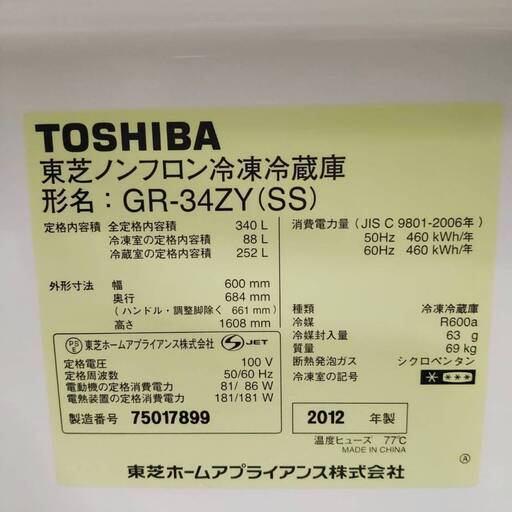 TOSHIBA
東芝ノンフロン冷凍冷蔵庫
形名：GR-34ZY(SS)
定格内容積 全定格内容積 340 L
冷凍室の定格内容積 88 L
冷蔵室の定格内容積 252 L
外形寸法 幅 600 mm
奥行 684 mm
(ハンドル・調整脚除く 661 mm)
高さ 1608 mm
消費電力量 (JIS C 9801-2006年)
50Hz 460 kWh/年
60Hz 460 kWh/年
種類 冷凍冷蔵庫
冷媒 R600a
冷媒封入量 63 g
質量 69 kg
断熱発泡ガス シクロペンタン
冷凍室の記号
PS E 東芝ホームアプライアンス株式会社 JET
定格電圧 100 V
定格周波数 50/60 Hz
電動機の定格消費電力 81/ 86 W
電熱装置の定格消費電力 181/181 W
製造番号 75017899
2012 年製
温度ヒューズ 77℃
MADE IN CHINA
東芝ホームアプライアンス株式会社
A